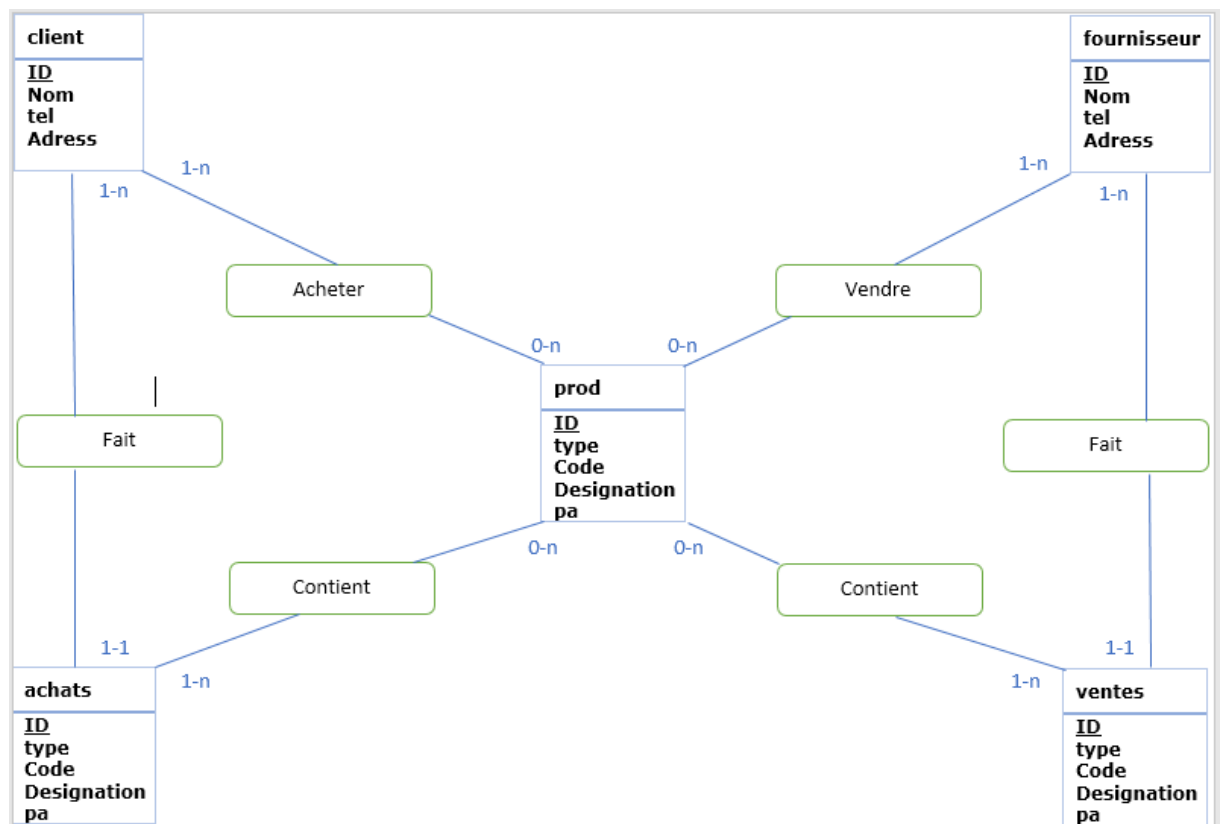 client
ID
Nom
tel
Adress
fournisseur
ID
Nom
tel
Adress
1-n
1-n
1-n
1-n
Acheter
Vendre
0-n
0-n
prod
ID
type
Code
Designation
pa
Fait
Fait
0-n
0-n
Contient
Contient
1-1
1-n
1-1
1-n
achats
ID
type
Code
Designation
pa
ventes
ID
type
Code
Designation
pa